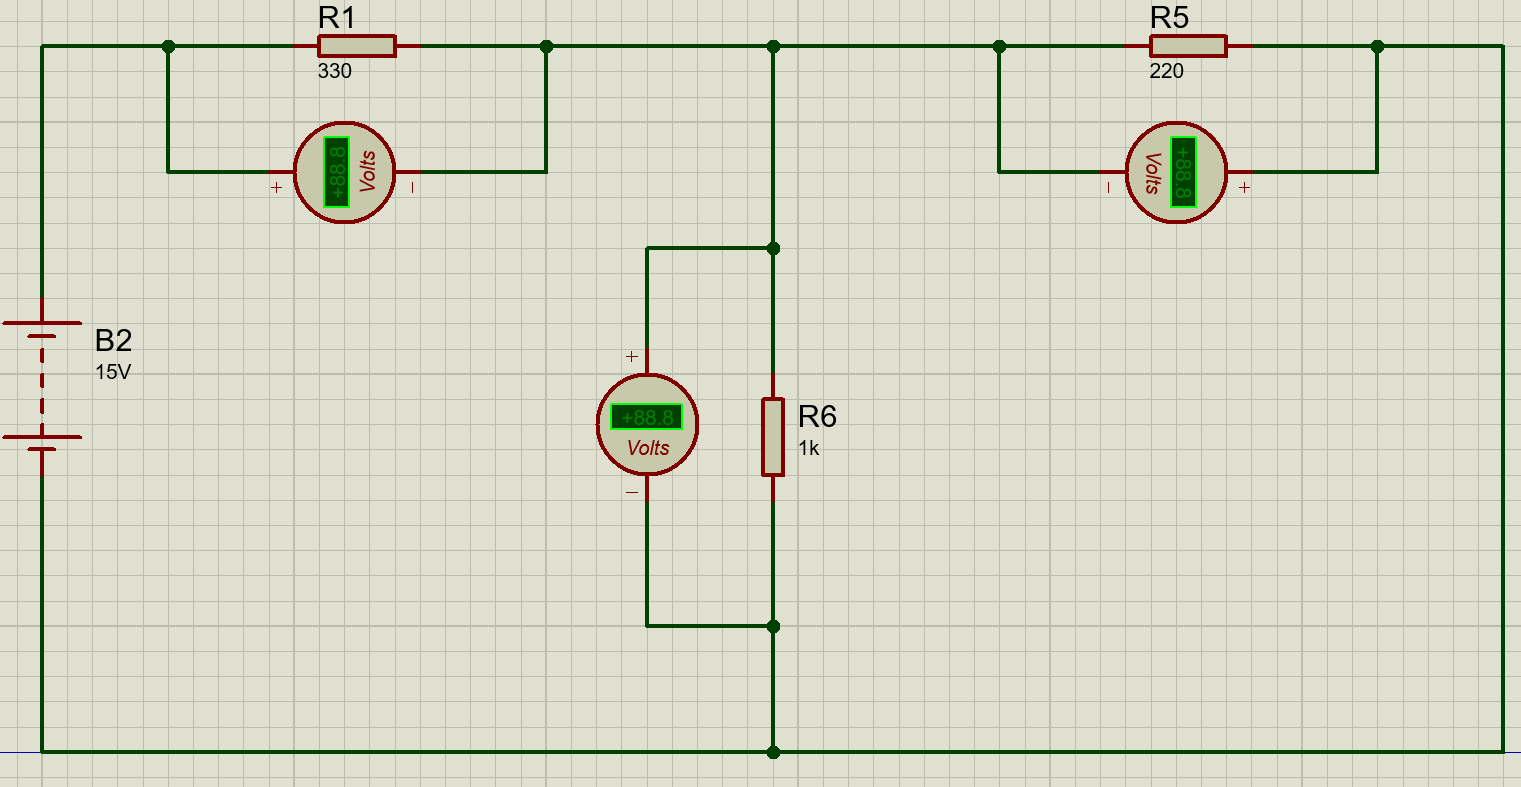 R1
330
+88.8
Volts
+
−
R5
220
+88.8
Volts
−
+
B2
15V
+
+88.8
Volts
−
R6
1k